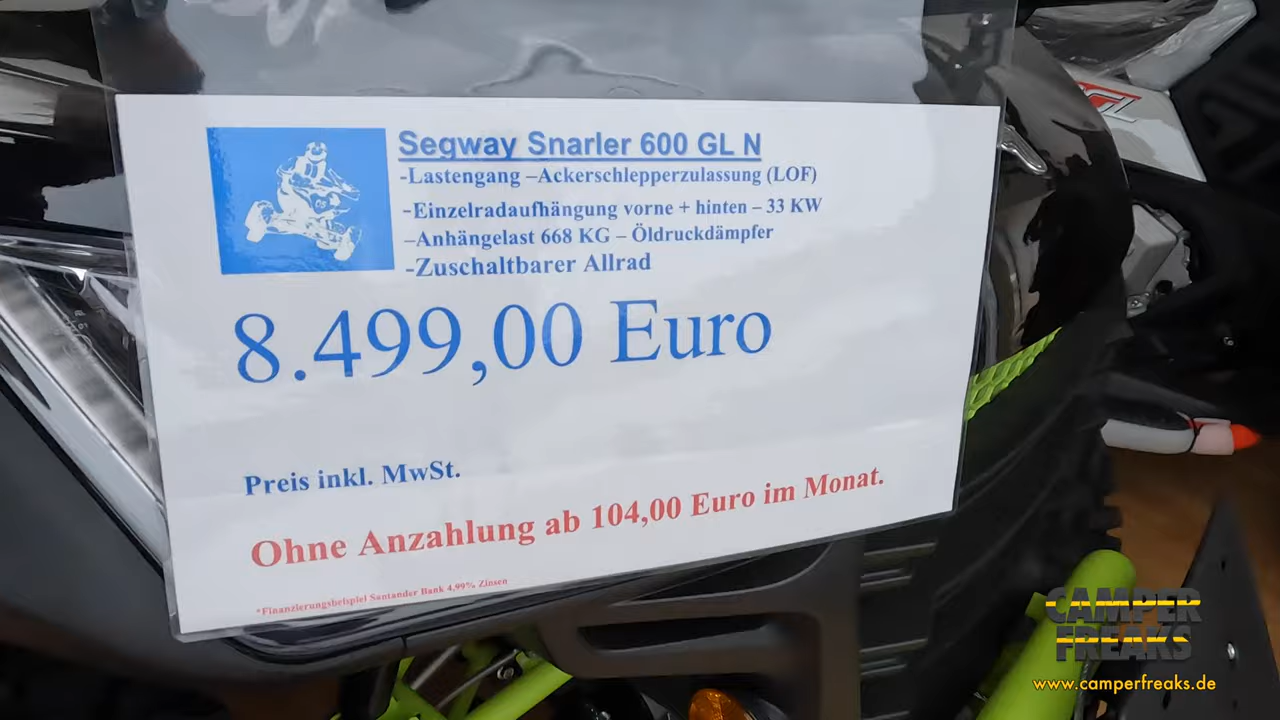 Segway Snarler 600 GL N
-Lastengang –Ackerschlepperzulassung (LOF)
-Einzelradaufhängung vorne + hinten – 33 KW
–Anhängelast 668 KG – Öldruckdämpfer
-Zuschaltbarer Allrad
8.499,00 Euro
Preis inkl. MwSt.
Ohne Anzahlung ab 104,00 Euro im Monat.
*Finanzierungsbeispiel Santander Bank 4,99% Zinsen
CAMPER
FREAKS
www.camperfreaks.de